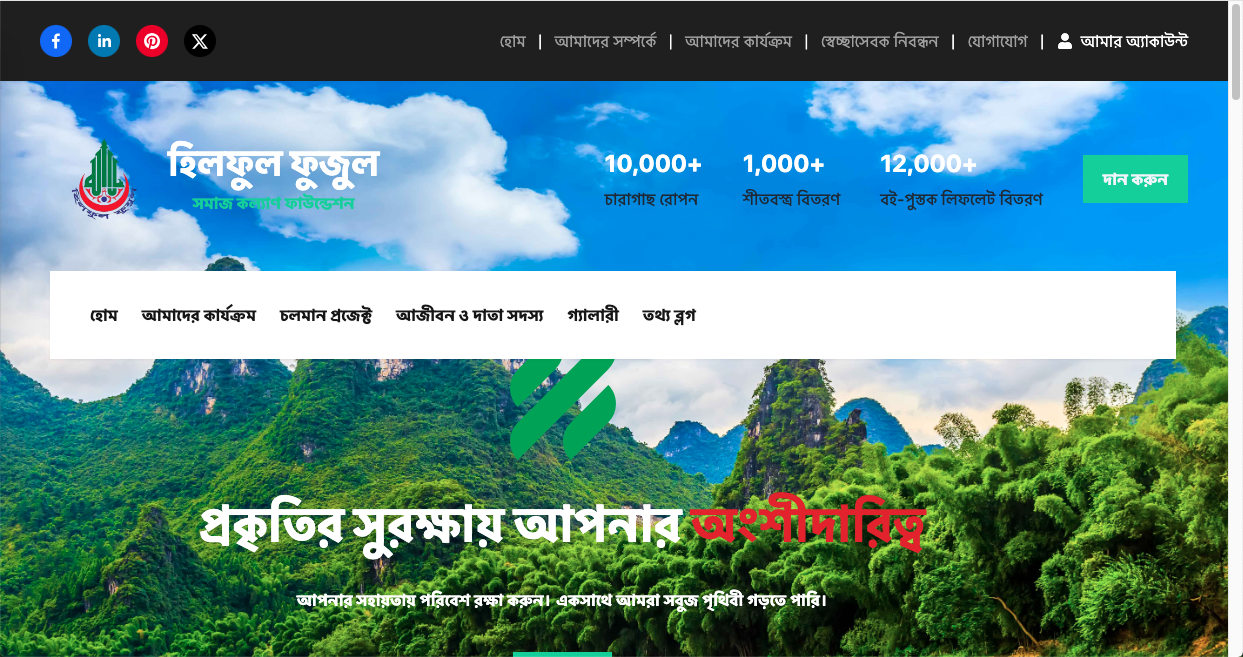 হোম | আমাদের সম্পর্কে | আমাদের কার্যক্রম | স্বেচ্ছাসেবক নিবন্ধন | যোগাযোগ | আমার অ্যাকাউন্ট
হিলফুল ফুজুল
সমাজ কল্যাণ ফাউন্ডেশন
হিলফুল ফুজুল
10,000+ 1,000+ 12,000+
চারাগাছ রোপন শীতবস্ত্র বিতরণ বই-পুস্তক লিফলেট বিতরণ
দান করুন
হোম আমাদের কার্যক্রম চলমান প্রজেক্ট আজীবন ও দাতা সদস্য গ্যালারী তথ্য ব্লগ
প্রকৃতির সুরক্ষায় আপনার অংশীদারিত্ব
আপনার সহায়তায় পরিবেশ রক্ষা করুন। একসাথে আমরা সবুজ পৃথিবী গড়তে পারি।